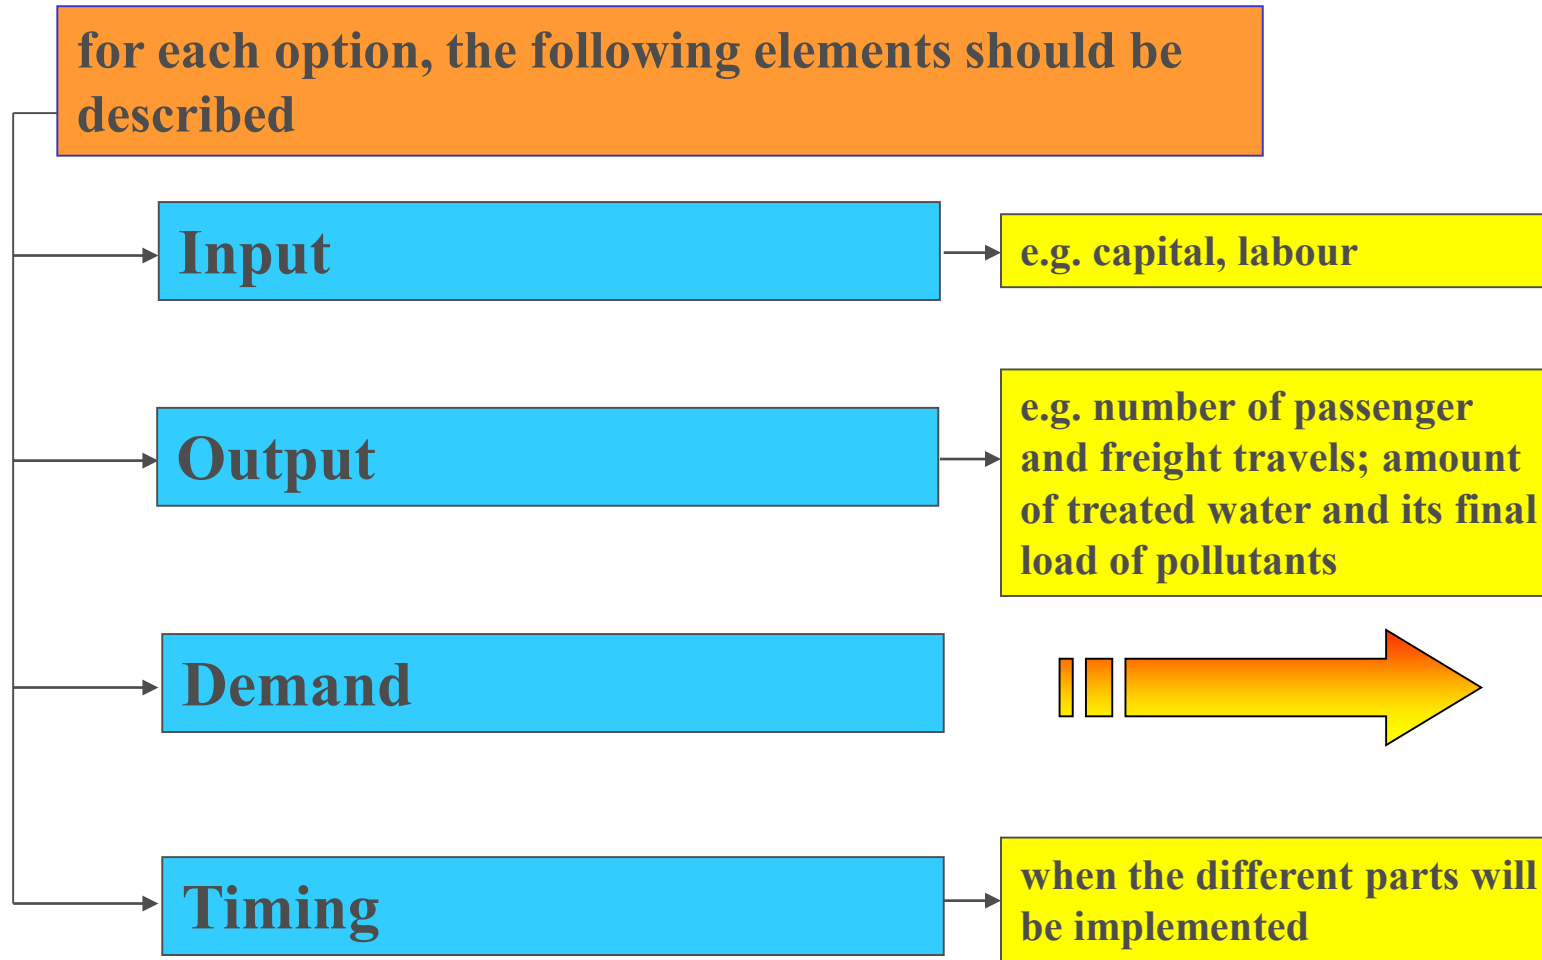 for each option, the following elements should be
described
Input
e.g. capital, labour
Output
e.g. number of passenger
and freight travels; amount
of treated water and its final
load of pollutants
Demand
Timing
when the different parts will
be implemented